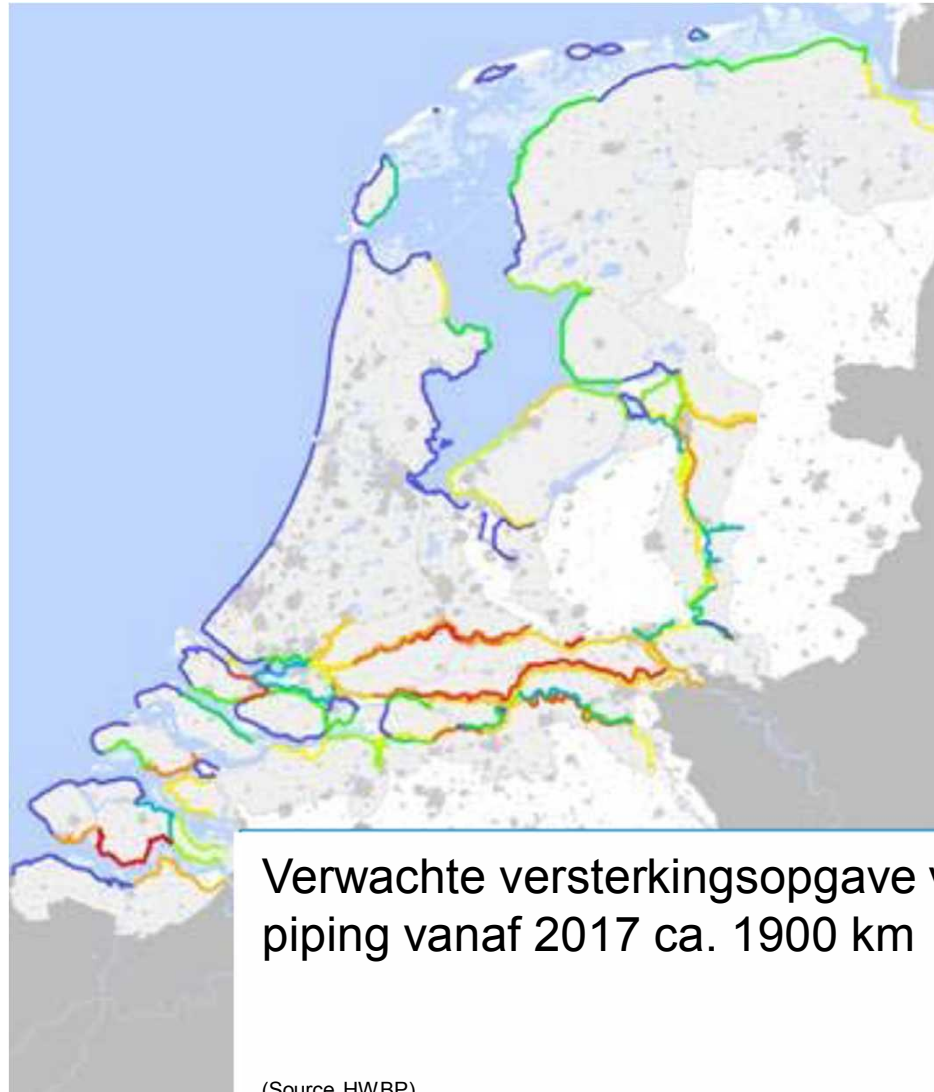 Verwachte versterkingsopgave v
piping vanaf 2017 ca. 1900 km
(Source HWBP)